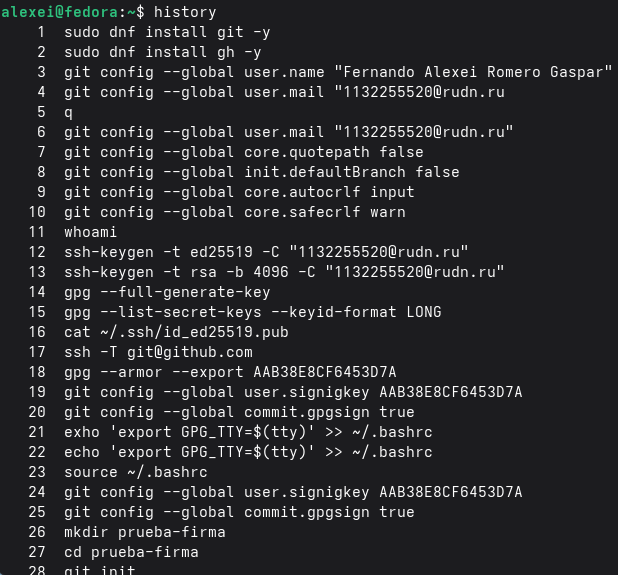 alexei@fedora:~$ history
1 sudo dnf install git -y
2 sudo dnf install gh -y
3 git config --global user.name "Fernando Alexei Romero Gaspar"
4 git config --global user.mail "1132255520@rudn.ru
5 q
6 git config --global user.mail "1132255520@rudn.ru"
7 git config --global core.quotepath false
8 git config --global init.defaultBranch false
9 git config --global core.autocrlf input
10 git config --global core.safecrlf warn
11 whoami
12 ssh-keygen -t ed25519 -C "1132255520@rudn.ru"
13 ssh-keygen -t rsa -b 4096 -C "1132255520@rudn.ru"
14 gpg --full-generate-key
15 gpg --list-secret-keys --keyid-format LONG
16 cat ~/.ssh/id_ed25519.pub
17 ssh -T git@github.com
18 gpg --armor --export AAB38E8CF6453D7A
19 git config --global user.signigkey AAB38E8CF6453D7A
20 git config --global commit.gpgsign true
21 exho 'export GPG_TTY=$(tty)' >> ~/.bashrc
22 echo 'export GPG_TTY=$(tty)' >> ~/.bashrc
23 source ~/.bashrc
24 git config --global user.signigkey AAB38E8CF6453D7A
25 git config --global commit.gpgsign true
26 mkdir prueba-firma
27 cd prueba-firma
28 git init